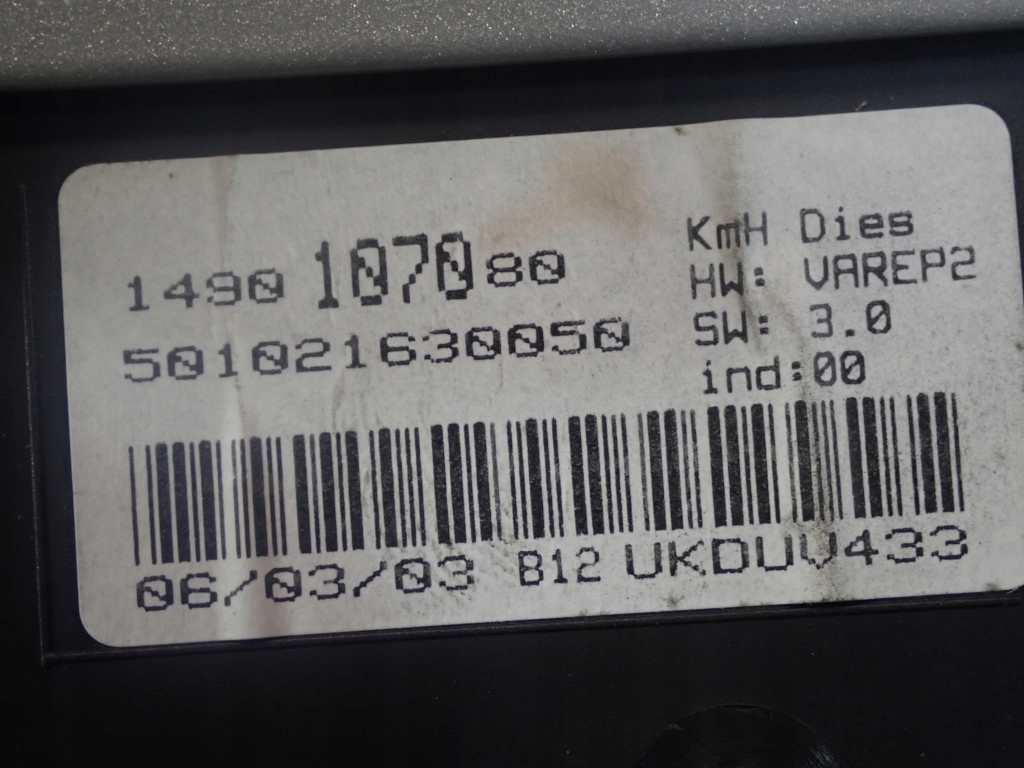 1490 1070 80
501021630050
KmH Dies
HW: VAREP2
SW: 3.0
ind:00
06/03/03 B12 UKDUV433